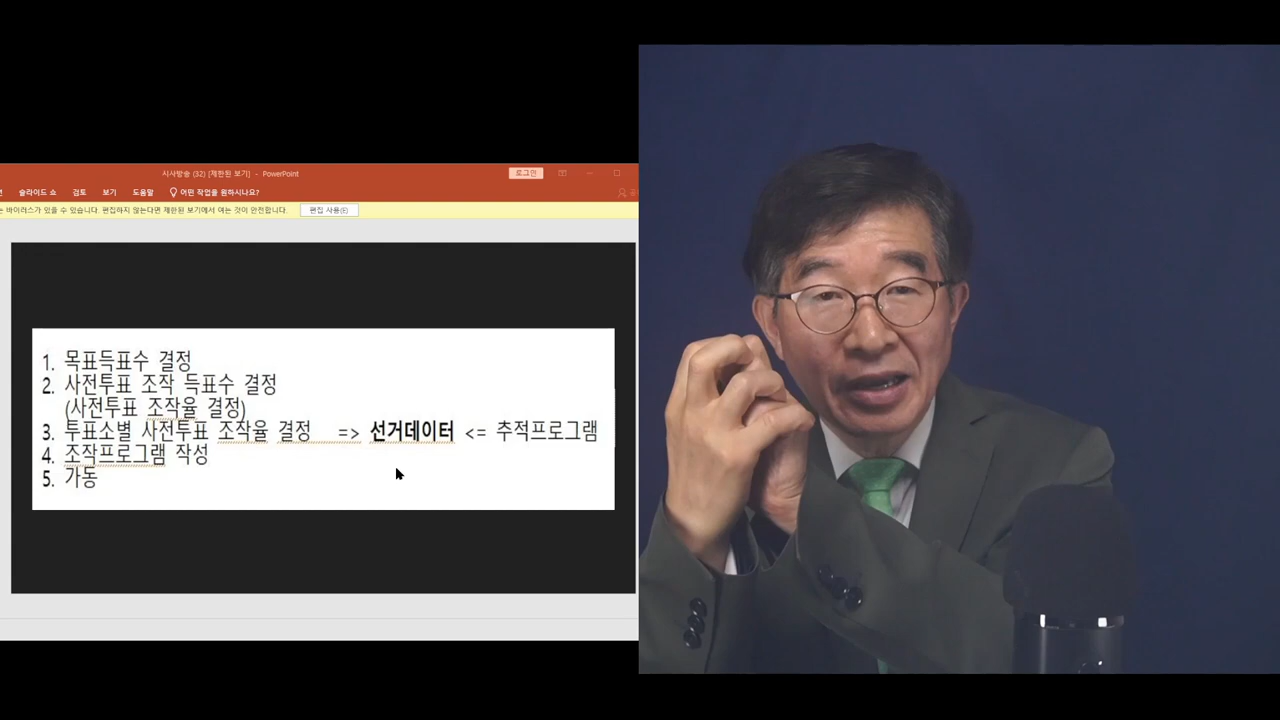 시사방송 (32) [제한된 보기] - PowerPoint
로그인
슬라이드 쇼 검토 보기 도움말 어떤 작업을 원하시나요?
는 바이러스가 있을 수 있습니다. 편집하지 않는다면 제한된 보기에서 여는 것이 안전합니다. 편집 사용(E)
1. 목표득표수 결정
2. 사전투표 조작 득표수 결정
(사전투표 조작율 결정)
3. 투표소별 사전투표 조작율 결정 => 선거데이터 <= 추적프로그램
4. 조작프로그램 작성
5. 가동